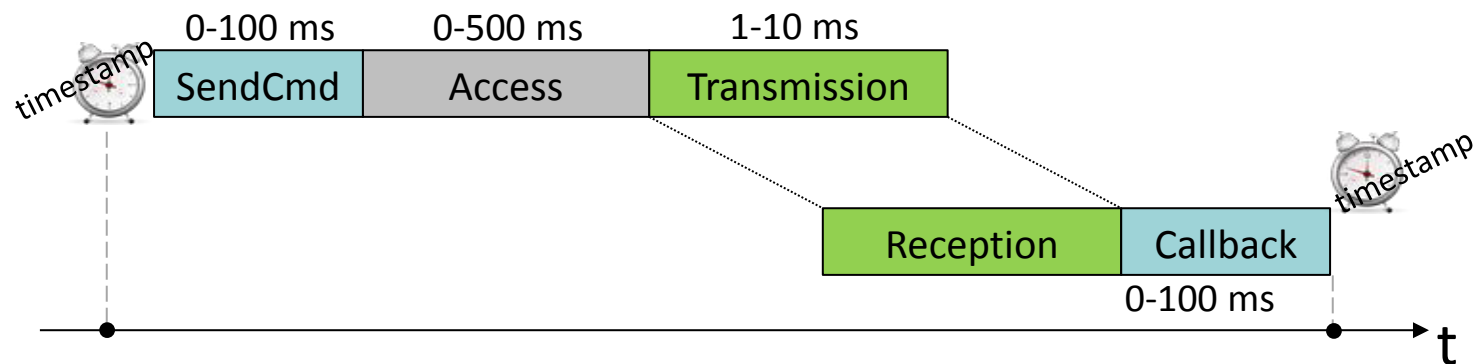 0-100 ms 0-500 ms 1-10 ms
timestamp SendCmd Access Transmission
timestamp
Reception Callback
0-100 ms
t